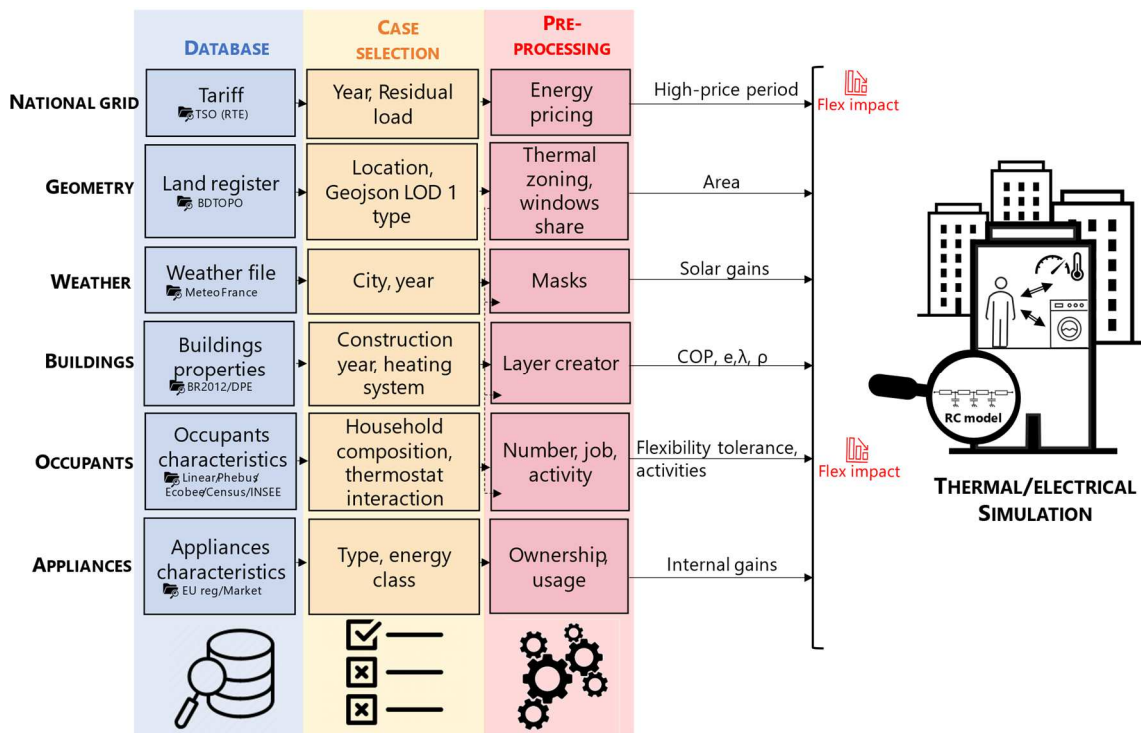 DATABASE
CASE
SELECTION
PRE-
PROCESSING
NATIONAL GRID
Tariff
TSO (RTE)
Year, Residual
load
Energy
pricing
High-price period
Flex impact
GEOMETRY
Land register
BDTOPO
Location,
Geojson LOD 1
type
Thermal
zoning,
windows
share
Area
WEATHER
Weather file
MeteoFrance
City, year
Masks
Solar gains
BUILDINGS
Buildings
properties
BR2012/DPE
Construction
year, heating
system
Layer creator
COP, e,λ, ρ
OCCUPANTS
Occupants
characteristics
Linear/Phebus/
Ecobee/Census/INSEE
Household
composition,
thermostat
interaction
Number, job,
activity
Flexibility tolerance,
activities
Flex impact
APPLIANCES
Appliances
characteristics
EU reg/Market
Type, energy
class
Ownership,
usage
Internal gains
RC model
THERMAL/ELECTRICAL
SIMULATION